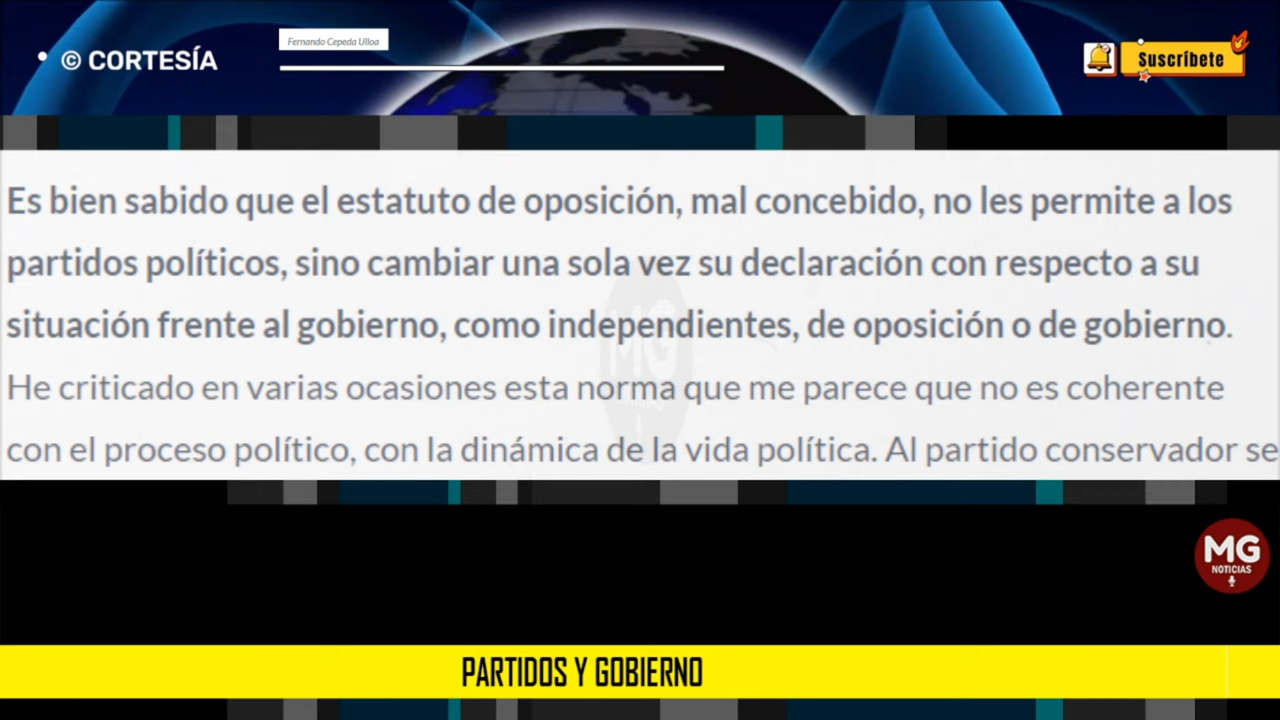 © CORTESÍA
Fernando Cepeda Ulloa
Suscríbete
Es bien sabido que el estatuto de oposición, mal concebido, no les permite a los
partidos políticos, sino cambiar una sola vez su declaración con respecto a su
situación frente al gobierno, como independientes, de oposición o de gobierno.
He criticado en varias ocasiones esta norma que me parece que no es coherente
con el proceso político, con la dinámica de la vida política. Al partido conservador se
MG
NOTICIAS
PARTIDOS Y GOBIERNO